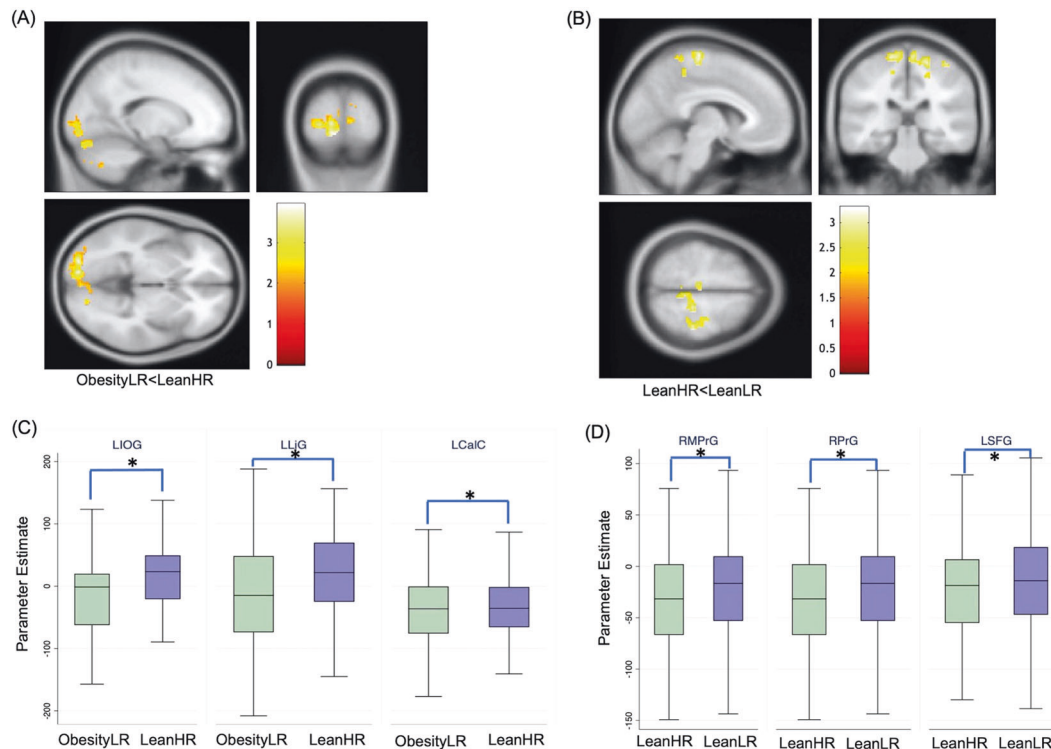 (A)
3
2
1
0
ObesityLR<LeanHR
(B)
3
2.5
2
1.5
1
0.5
0
LeanHR<LeanLR
(C)
LIOG
LLiG
LCalC
* * *
200
100
0
-100
-200
Parameter Estimate
ObesityLR LeanHR ObesityLR LeanHR ObesityLR LeanHR
(D)
RMPrG
RPrG
LSFG
* * *
100
50
0
-50
-100
-150
Parameter Estimate
LeanHR LeanLR LeanHR LeanLR LeanHR LeanLR